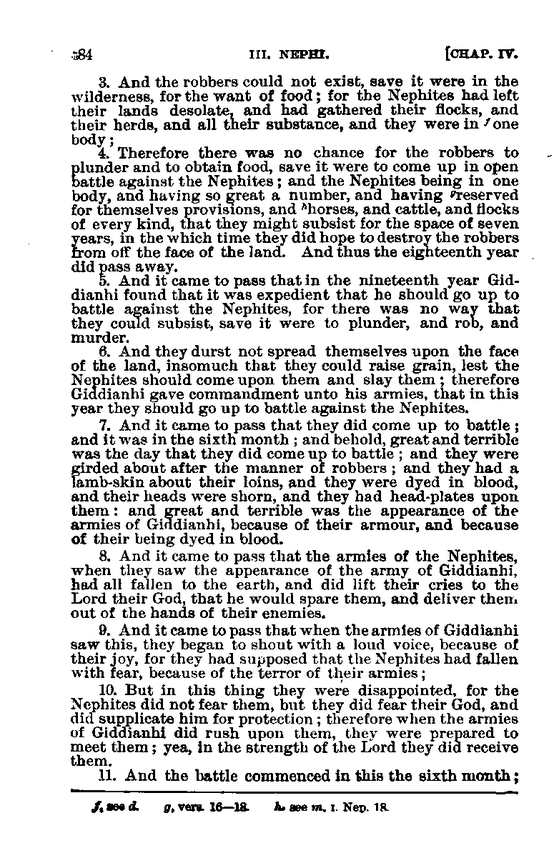 584 III. NEPHI. [CHAP. IV.
3. And the robbers could not exist, save it were in the
wilderness, for the want of food; for the Nephites had left
their lands desolate, and had gathered their flocks, and
their herds, and all their substance, and they were in f one
body;
4. Therefore there was no chance for the robbers to
plunder and to obtain food, save it were to come up in open
battle against the Nephites; and the Nephites being in one
body, and having so great a number, and having g reserved
for themselves provisions, and h horses, and cattle, and flocks
of every kind, that they might subsist for the space of seven
years, in the which time they did hope to destroy the robbers
from off the face of the land. And thus the eighteenth year
did pass away.
5. And it came to pass that in the nineteenth year Gid-
dianhi found that it was expedient that he should go up to
battle against the Nephites, for there was no way that
they could subsist, save it were to plunder, and rob, and
murder.
6. And they durst not spread themselves upon the face
of the land, insomuch that they could raise grain, lest the
Nephites should come upon them and slay them; therefore
Giddianhi gave commandment unto his armies, that in this
year they should go up to battle against the Nephites.
7. And it came to pass that they did come up to battle;
and it was in the sixth month; and behold, great and terrible
was the day that they did come up to battle; and they were
girded about after the manner of robbers; and they had a
lamb-skin about their loins, and they were dyed in blood,
and their heads were shorn, and they had head-plates upon
them: and great and terrible was the appearance of the
armies of Giddianhi, because of their armour, and because
of their being dyed in blood.
8. And it came to pass that the armies of the Nephites,
when they saw the appearance of the army of Giddianhi,
had all fallen to the earth, and did lift their cries to the
Lord their God, that he would spare them, and deliver them
out of the hands of their enemies.
9. And it came to pass that when the armies of Giddianhi
saw this, they began to shout with a loud voice, because of
their joy, for they had supposed that the Nephites had fallen
with fear, because of the terror of their armies;
10. But in this thing they were disappointed, for the
Nephites did not fear them, but they did fear their God, and
did supplicate him for protection; therefore when the armies
of Giddianhi did rush upon them, they were prepared to
meet them; yea, in the strength of the Lord they did receive
them.
11. And the battle commenced in this the sixth month;
f, see d. g, vers. 16—18. h, see m, I. Nep. 18.